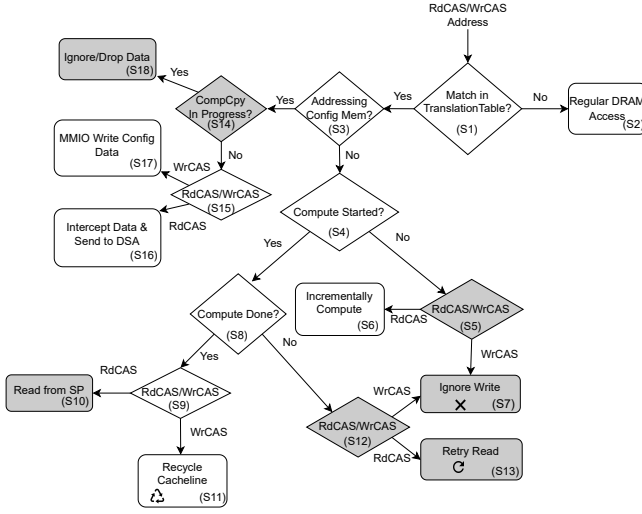 RdCAS/WrCAS
Address
Ignore/Drop Data
(S18)
Yes
CompCpy
In Progress?
(S14)
Yes
Addressing
Config Mem?
(S3)
Yes
Match in
TranslationTable?
(S1)
No
Regular DRAM
Access
(S2)
MMIO Write Config
Data
(S17)
WrCAS
No
RdCAS/WrCAS
(S15)
RdCAS
Intercept Data &
Send to DSA
(S16)
No
Compute Started?
(S4)
Yes
No
Compute Done?
(S8)
Incrementally
Compute
(S6)
RdCAS
RdCAS/WrCAS
(S5)
WrCAS
Yes
No
Read from SP
(S10)
RdCAS
RdCAS/WrCAS
(S9)
WrCAS
Ignore Write
(S7)
WrCAS
RdCAS/WrCAS
(S12)
RdCAS
Retry Read
(S13)
Recycle
Cacheline
(S11)